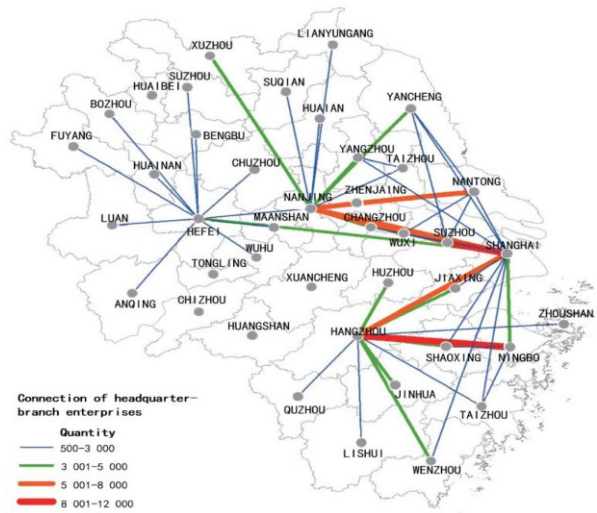 LIANYUNGANG
XUZHOU
SUZHOU
HUAIBEI
SUQIAN
YANCHENG
BOZHOU
HUAIAN
FUYANG
BENGBU
YANGZHOU
TAIZHOU
HUAINAN
CHUZHOU
NANTONG
ZHENJAING
NANJING
LUAN
MAANSHAN
CHANGZHOU
HEFEI
SUZHOU
WUXI
SHANGHAI
WUHU
TONGLING
HUZHOU
JIAXING
XUANCHENG
ANQING
CHIZHOU
ZHOUSHAN
HUANGSHAN
HANGZHOU
SHAOXING
NINGBO
JINHUA
QUZHOU
TAIZHOU
LISHUI
WENZHOU
Connection of headquarter-
branch enterprises
Quantity
500-3 000
3 001-5 000
5 001-8 000
8 001-12 000